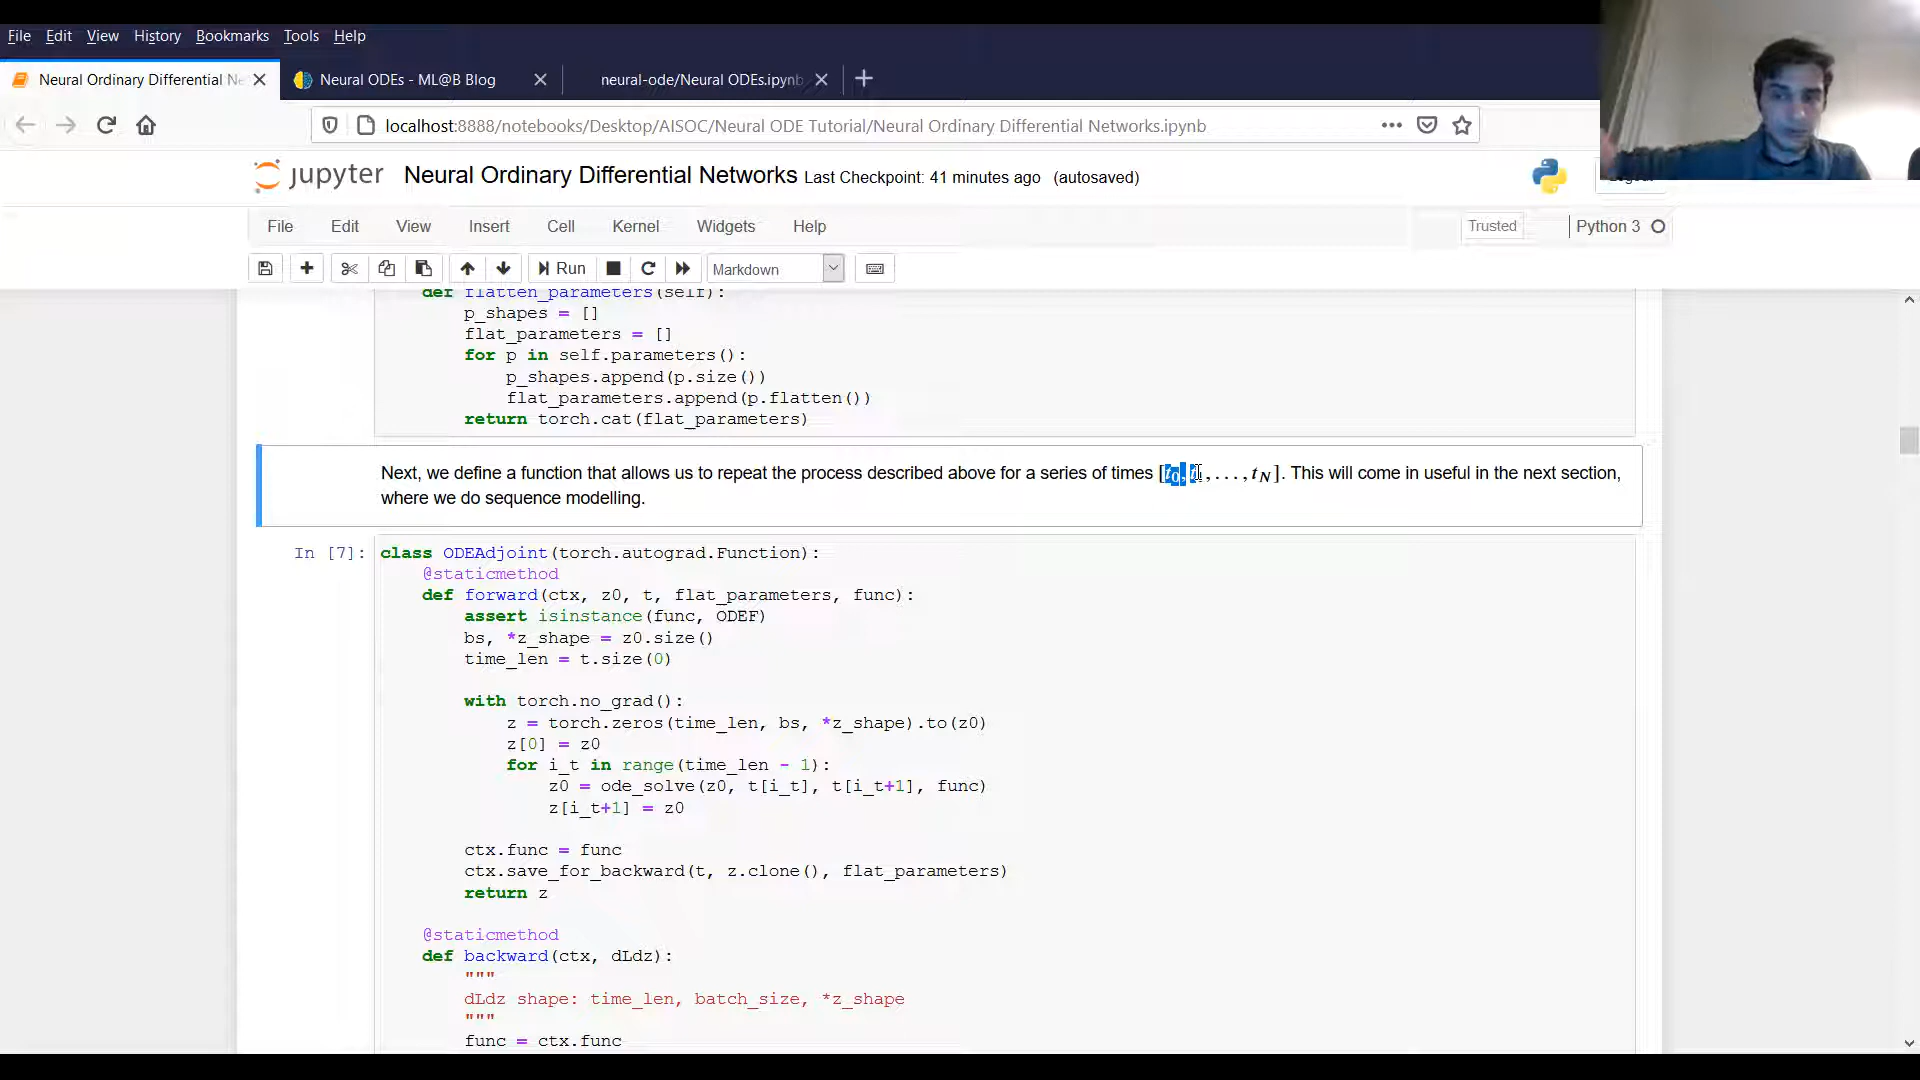 File Edit View History Bookmarks Tools Help
Neural Ordinary Differential Ne
Neural ODEs - ML@B Blog
neural-ode/Neural ODEs.ipynb
localhost:8888/notebooks/Desktop/AISOC/Neural ODE Tutorial/Neural Ordinary Differential Networks.ipynb
jupyter Neural Ordinary Differential Networks Last Checkpoint: 41 minutes ago (autosaved)
File Edit View Insert Cell Kernel Widgets Help Trusted Python 3
Run Markdown
def flatten_parameters(self):
p_shapes = []
flat_parameters = []
for p in self.parameters():
p_shapes.append(p.size())
flat_parameters.append(p.flatten())
return torch.cat(flat_parameters)
Next, we define a function that allows us to repeat the process described above for a series of times [t0, t, ..., tN]. This will come in useful in the next section,
where we do sequence modelling.
In [7]: class ODEAdjoint(torch.autograd.Function):
@staticmethod
def forward(ctx, z0, t, flat_parameters, func):
assert isinstance(func, ODEF)
bs, *z_shape = z0.size()
time_len = t.size(0)
with torch.no_grad():
z = torch.zeros(time_len, bs, *z_shape).to(z0)
z[0] = z0
for i_t in range(time_len - 1):
z0 = ode_solve(z0, t[i_t], t[i_t+1], func)
z[i_t+1] = z0
ctx.func = func
ctx.save_for_backward(t, z.clone(), flat_parameters)
return z
@staticmethod
def backward(ctx, dLdz):
"""
dLdz shape: time_len, batch_size, *z_shape
"""
func = ctx.func